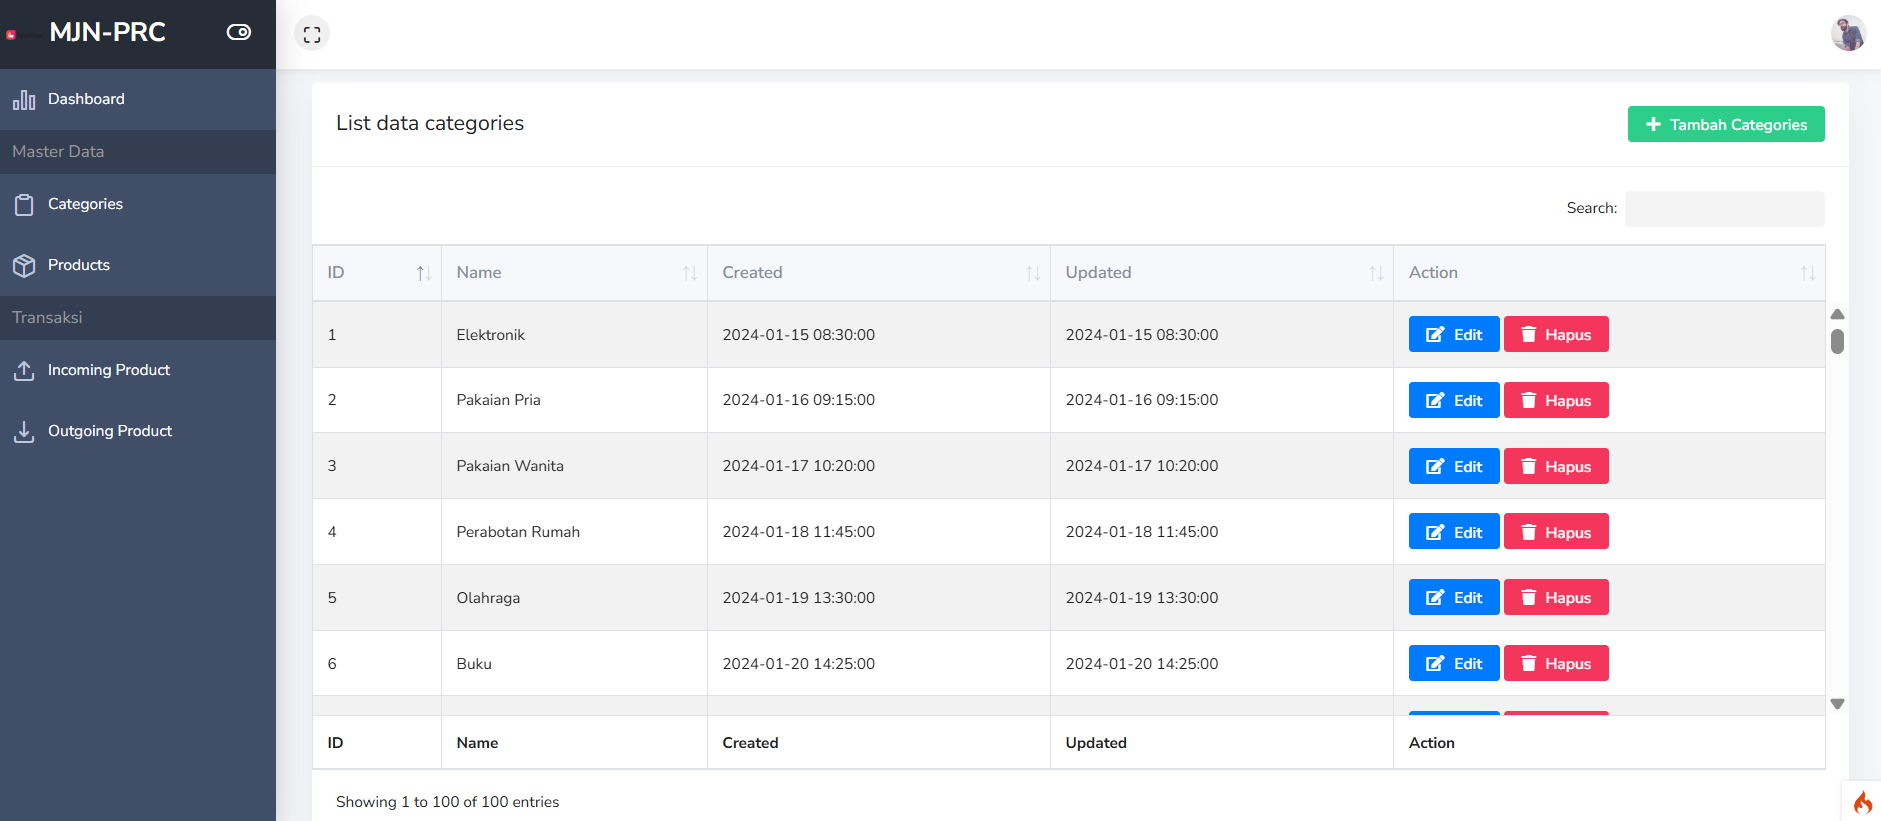 MJN-PRC
Dashboard
Master Data
Categories
Products
Transaksi
Incoming Product
Outgoing Product
List data categories
Tambah Categories
Search:
ID Name Created Updated Action
1 Elektronik 2024-01-15 08:30:00 2024-01-15 08:30:00 Edit Hapus
2 Pakaian Pria 2024-01-16 09:15:00 2024-01-16 09:15:00 Edit Hapus
3 Pakaian Wanita 2024-01-17 10:20:00 2024-01-17 10:20:00 Edit Hapus
4 Perabotan Rumah 2024-01-18 11:45:00 2024-01-18 11:45:00 Edit Hapus
5 Olahraga 2024-01-19 13:30:00 2024-01-19 13:30:00 Edit Hapus
6 Buku 2024-01-20 14:25:00 2024-01-20 14:25:00 Edit Hapus
ID Name Created Updated Action
Showing 1 to 100 of 100 entries